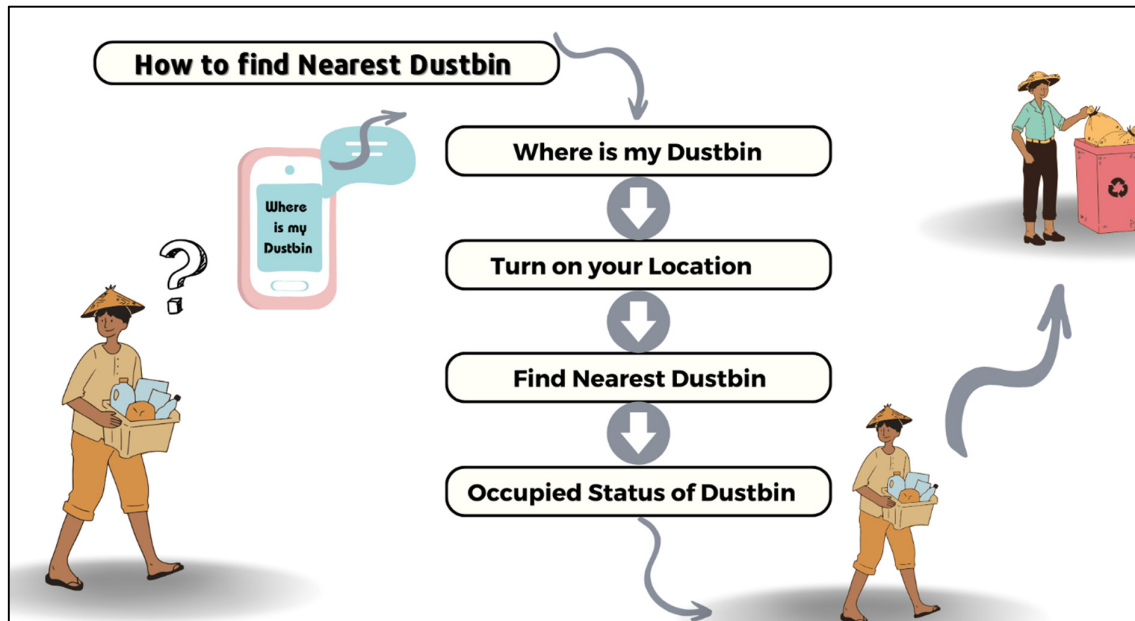 How to find Nearest Dustbin
Where is my Dustbin
Where
is my
Dustbin
?
Turn on your Location
Find Nearest Dustbin
Occupied Status of Dustbin